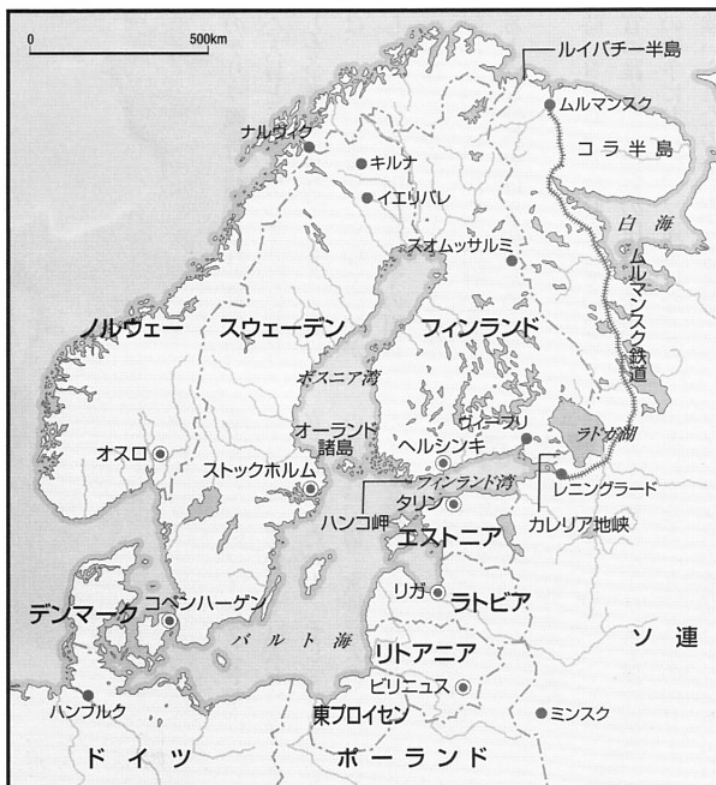 0
500km
ルイバチー半島
ムルマンスク
ナルヴィク
コラ半島
キルナ
イエリバレ
白海
スオムッサルミ
ムルマンスク鉄道
ノルウェー
スウェーデン
フィンランド
ボスニア湾
オーランド
諸島
ヴィープリ
ラドガ湖
オスロ
ヘルシンキ
ストックホルム
フィンランド湾
レニングラード
ハンコ岬
タリン
カレリア地峡
エストニア
リガ
ラトビア
デンマーク
コペンハーゲン
バルト海
ソ連
リトアニア
ビリニュス
ハンブルク
東プロイセン
ミンスク
ドイツ
ポーランド